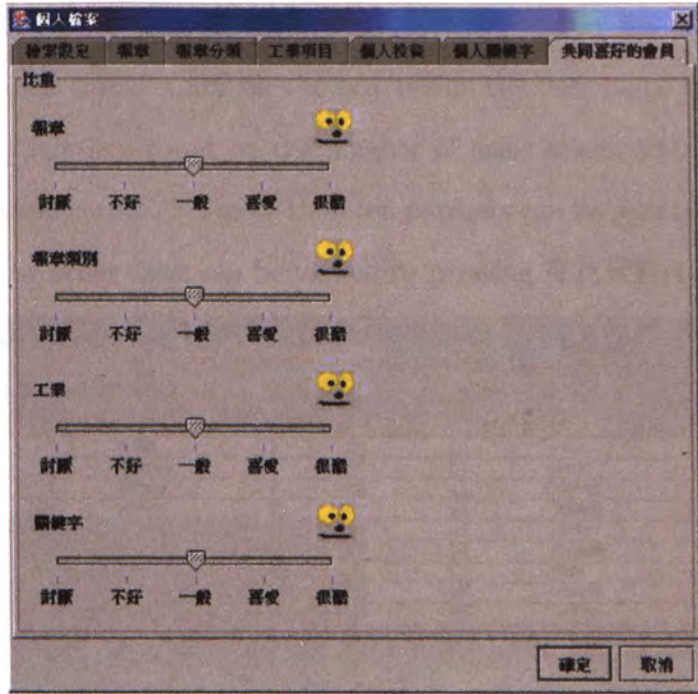 個人檔案
檔案設定 報章 報章分類 工業項目 個人投資 個人關鍵字 共同喜好的會員
比重
報章
討厭 不好 一般 喜愛 很酷
報章類別
討厭 不好 一般 喜愛 很酷
工業
討厭 不好 一般 喜愛 很酷
關鍵字
討厭 不好 一般 喜愛 很酷
確定 取消